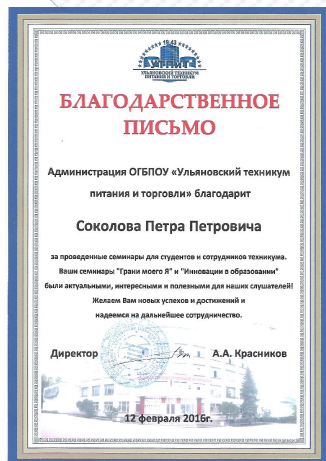 1943
УТПИТ
УЛЬЯНОВСКИЙ ТЕХНИКУМ
ПИТАНИЯ И ТОРГОВЛИ
БЛАГОДАРСТВЕННОЕ
ПИСЬМО
Администрация ОГБПОУ «Ульяновский техникум
питания и торговли» благодарит
Соколова Петра Петровича
за проведенные семинары для студентов и сотрудников техникума.
Ваши семинары "Грани моего Я" и "Инновации в образовании"
были актуальными, интересными и полезными для наших слушателей!
Желаем Вам новых успехов и достижений и
надеемся на дальнейшее сотрудничество.
Директор А.А. Красников
12 февраля 2016г.